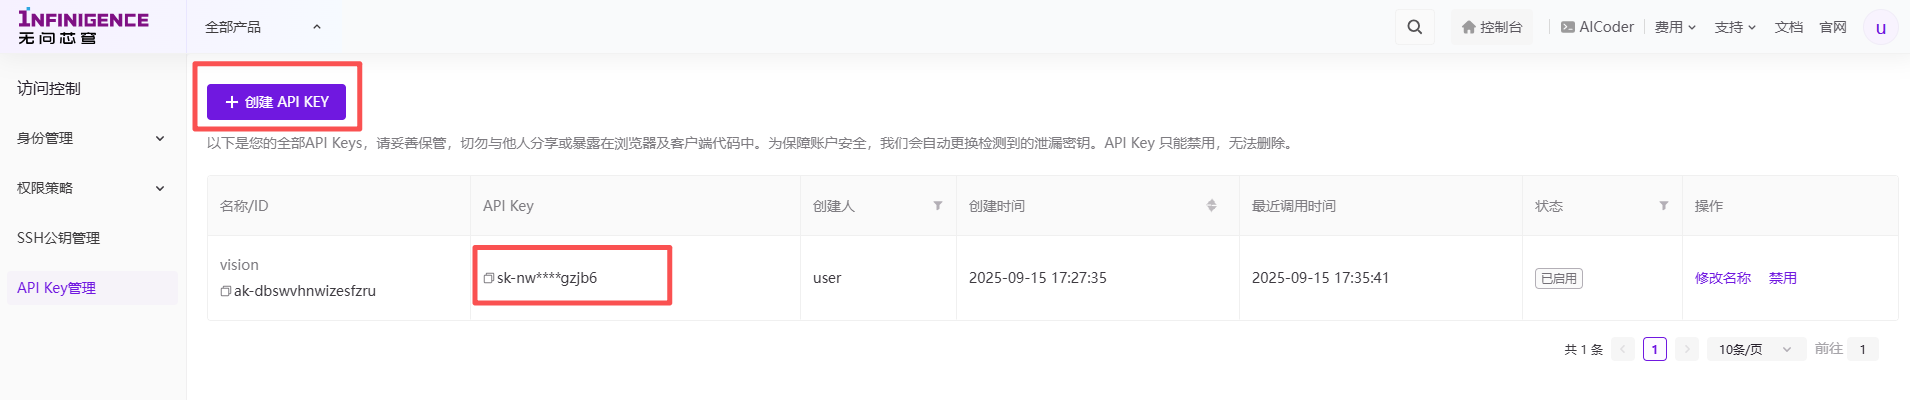 INFINIGENCE
无问芯穹
全部产品
控制台
AICoder
费用
支持
文档
官网
u
访问控制
身份管理
权限策略
SSH公钥管理
API Key管理
+ 创建 API KEY
以下是您的全部API Keys，请妥善保管，切勿与他人分享或暴露在浏览器及客户端代码中。为保障账户安全，我们会自动更换检测到的泄漏密钥。API Key 只能禁用，无法删除。
名称/ID API Key 创建人 创建时间 最近调用时间 状态 操作
vision
ak-dbswvhnwizesfzru
sk-nw****gzjb6 user 2025-09-15 17:27:35 2025-09-15 17:35:41 已启用 修改名称 禁用
共 1 条 1 10条/页 前往 1